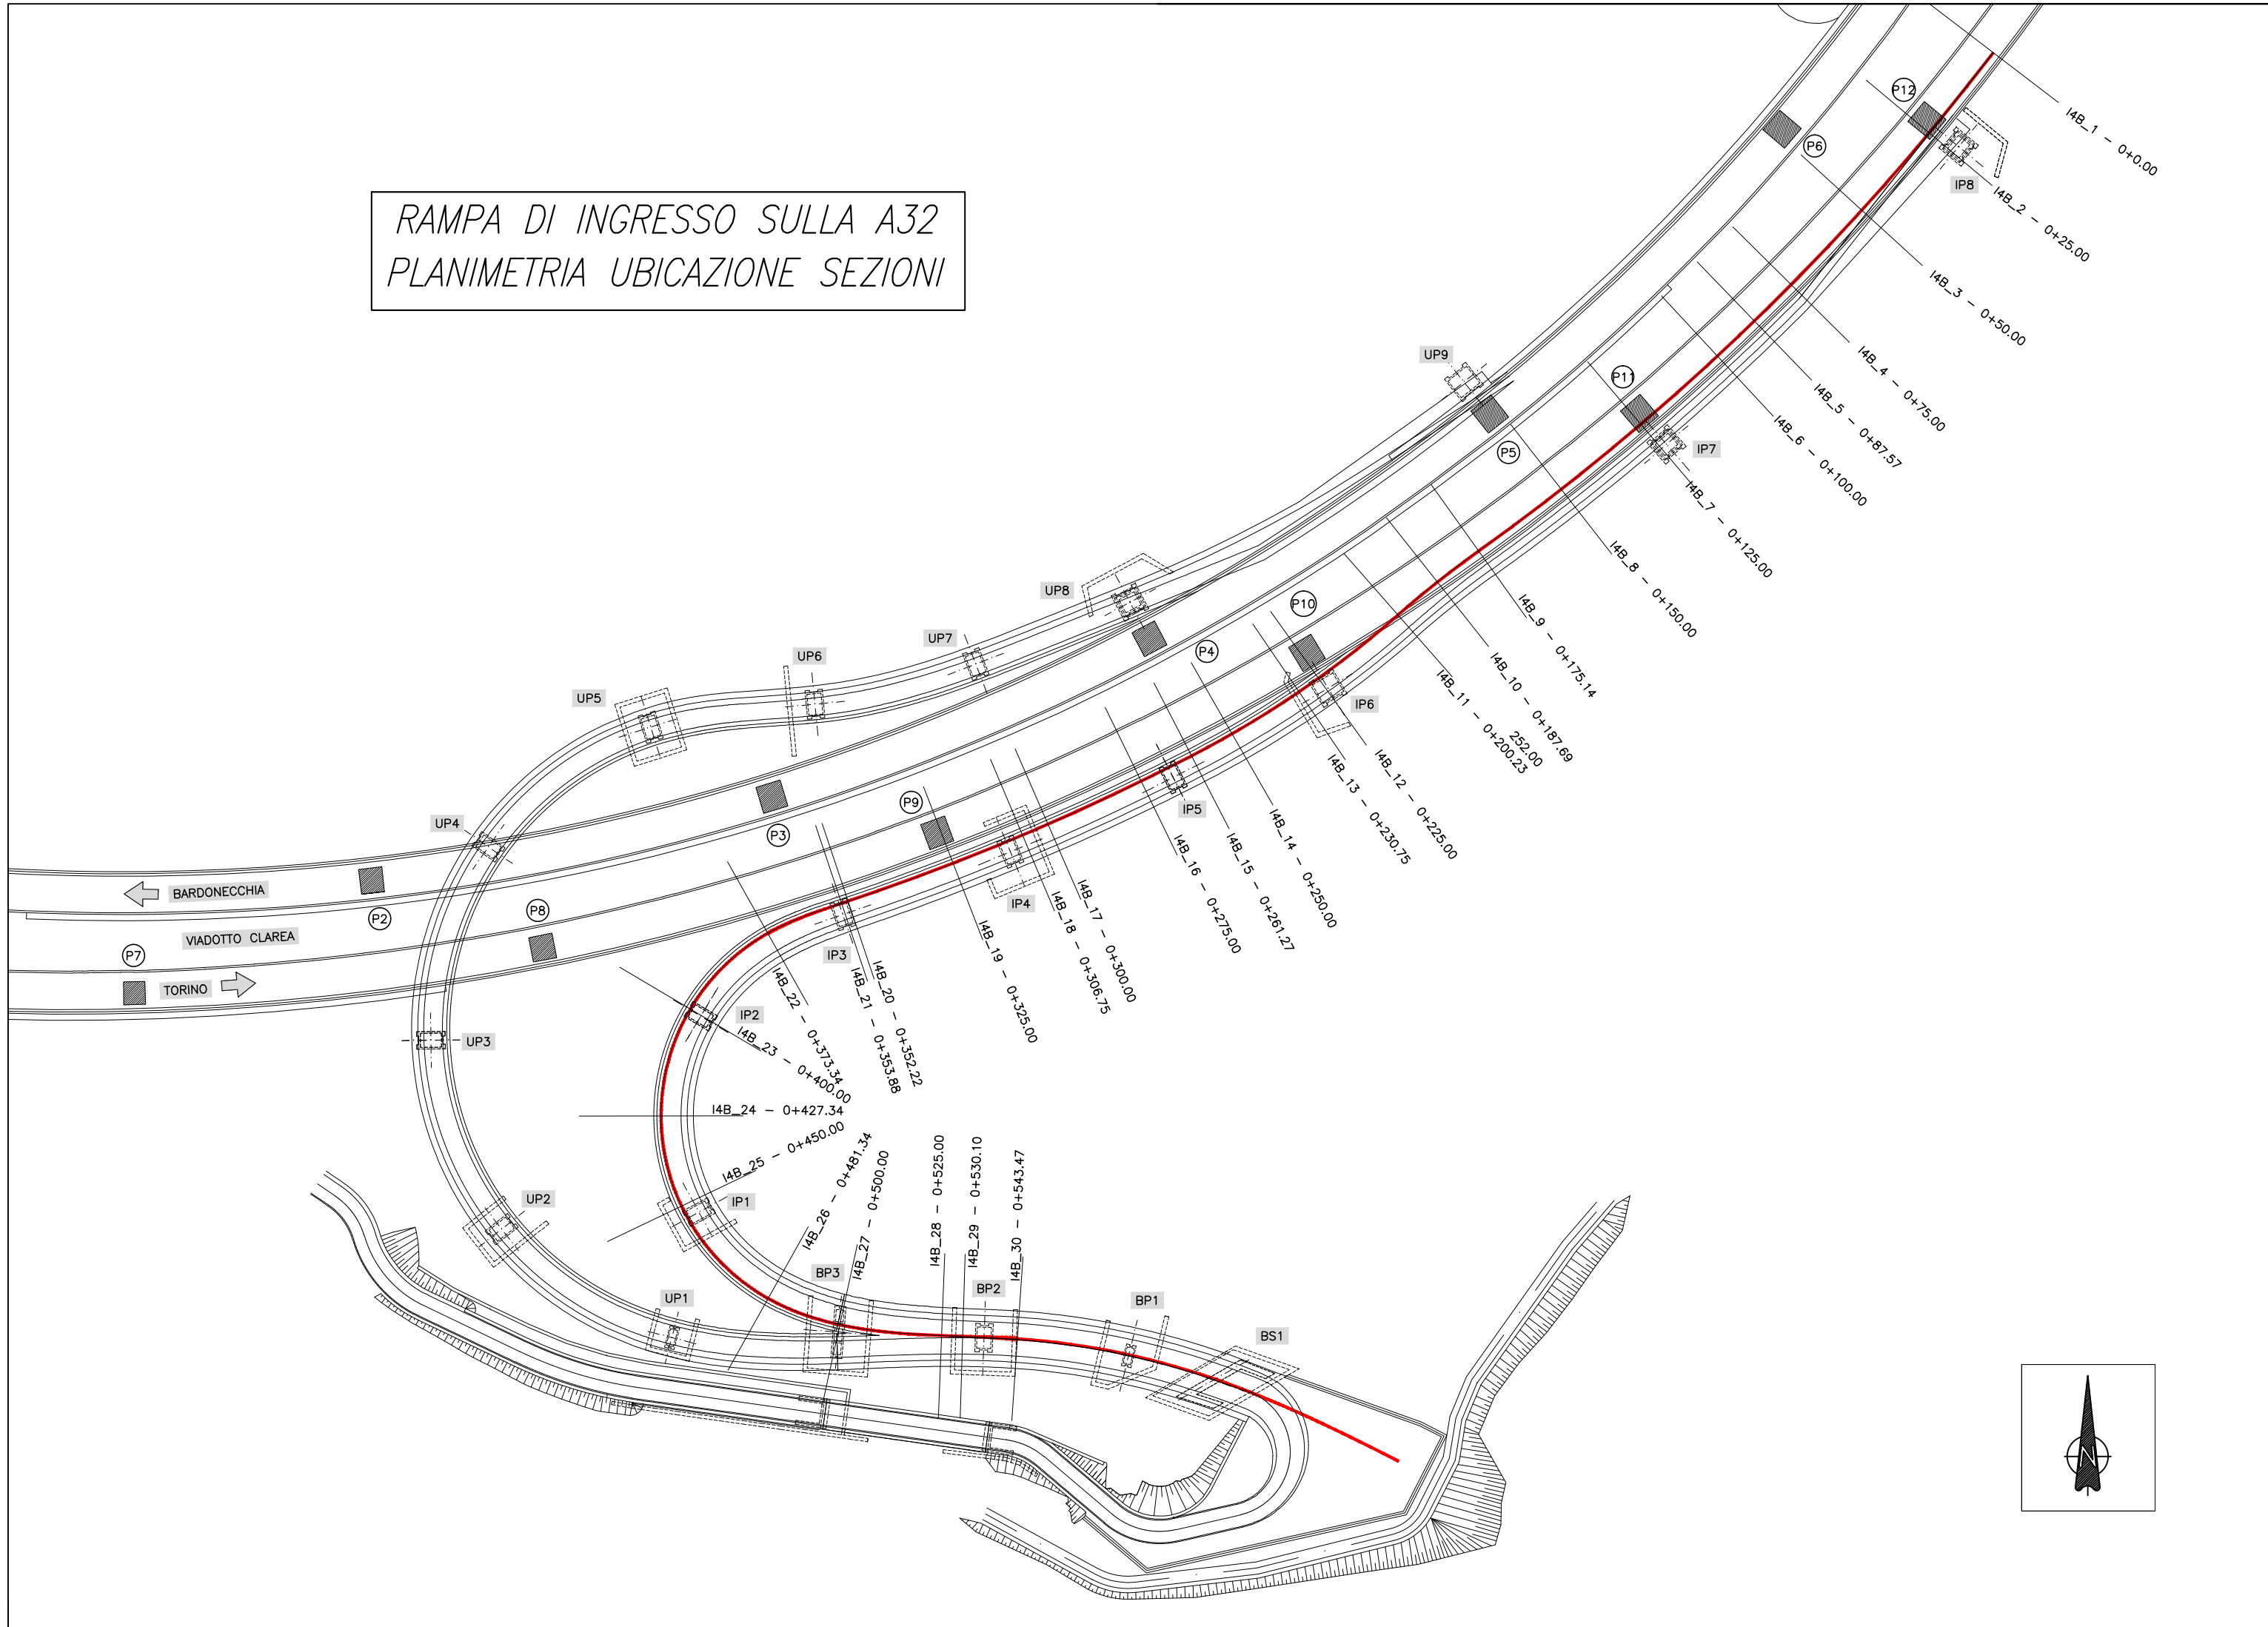 RAMPA DI INGRESSO SULLA A32
PLANIMETRIA UBICAZIONE SEZIONI
P12
P6
IP8
I4B_1 - 0+0.00
I4B_2 - 0+25.00
I4B_3 - 0+50.00
I4B_4 - 0+75.00
I4B_5 - 0+87.57
I4B_6 - 0+100.00
UP9
P11
P5
IP7
I4B_7 - 0+125.00
I4B_8 - 0+150.00
I4B_9 - 0+175.14
I4B_10 - 0+187.69
252.00
I4B_11 - 0+200.23
UP8
P10
P4
IP6
I4B_12 - 0+225.00
I4B_13 - 0+230.75
I4B_14 - 0+250.00
I4B_15 - 0+261.27
I4B_16 - 0+275.00
UP7
UP6
UP5
IP5
P9
P3
UP4
IP4
I4B_17 - 0+300.00
I4B_18 - 0+306.75
I4B_19 - 0+325.00
BARDONECCHIA
P2
P8
VIADOTTO CLAREA
P7
TORINO
IP3
I4B_20 - 0+352.22
I4B_21 - 0+353.88
I4B_22 - 0+373.34
IP2
I4B_23 - 0+400.00
UP3
I4B_24 - 0+427.34
I4B_25 - 0+450.00
I4B_26 - 0+481.34
I4B_27 - 0+500.00
I4B_28 - 0+525.00
I4B_29 - 0+530.10
I4B_30 - 0+543.47
UP2
IP1
BP3
BP2
UP1
BP1
BS1
N